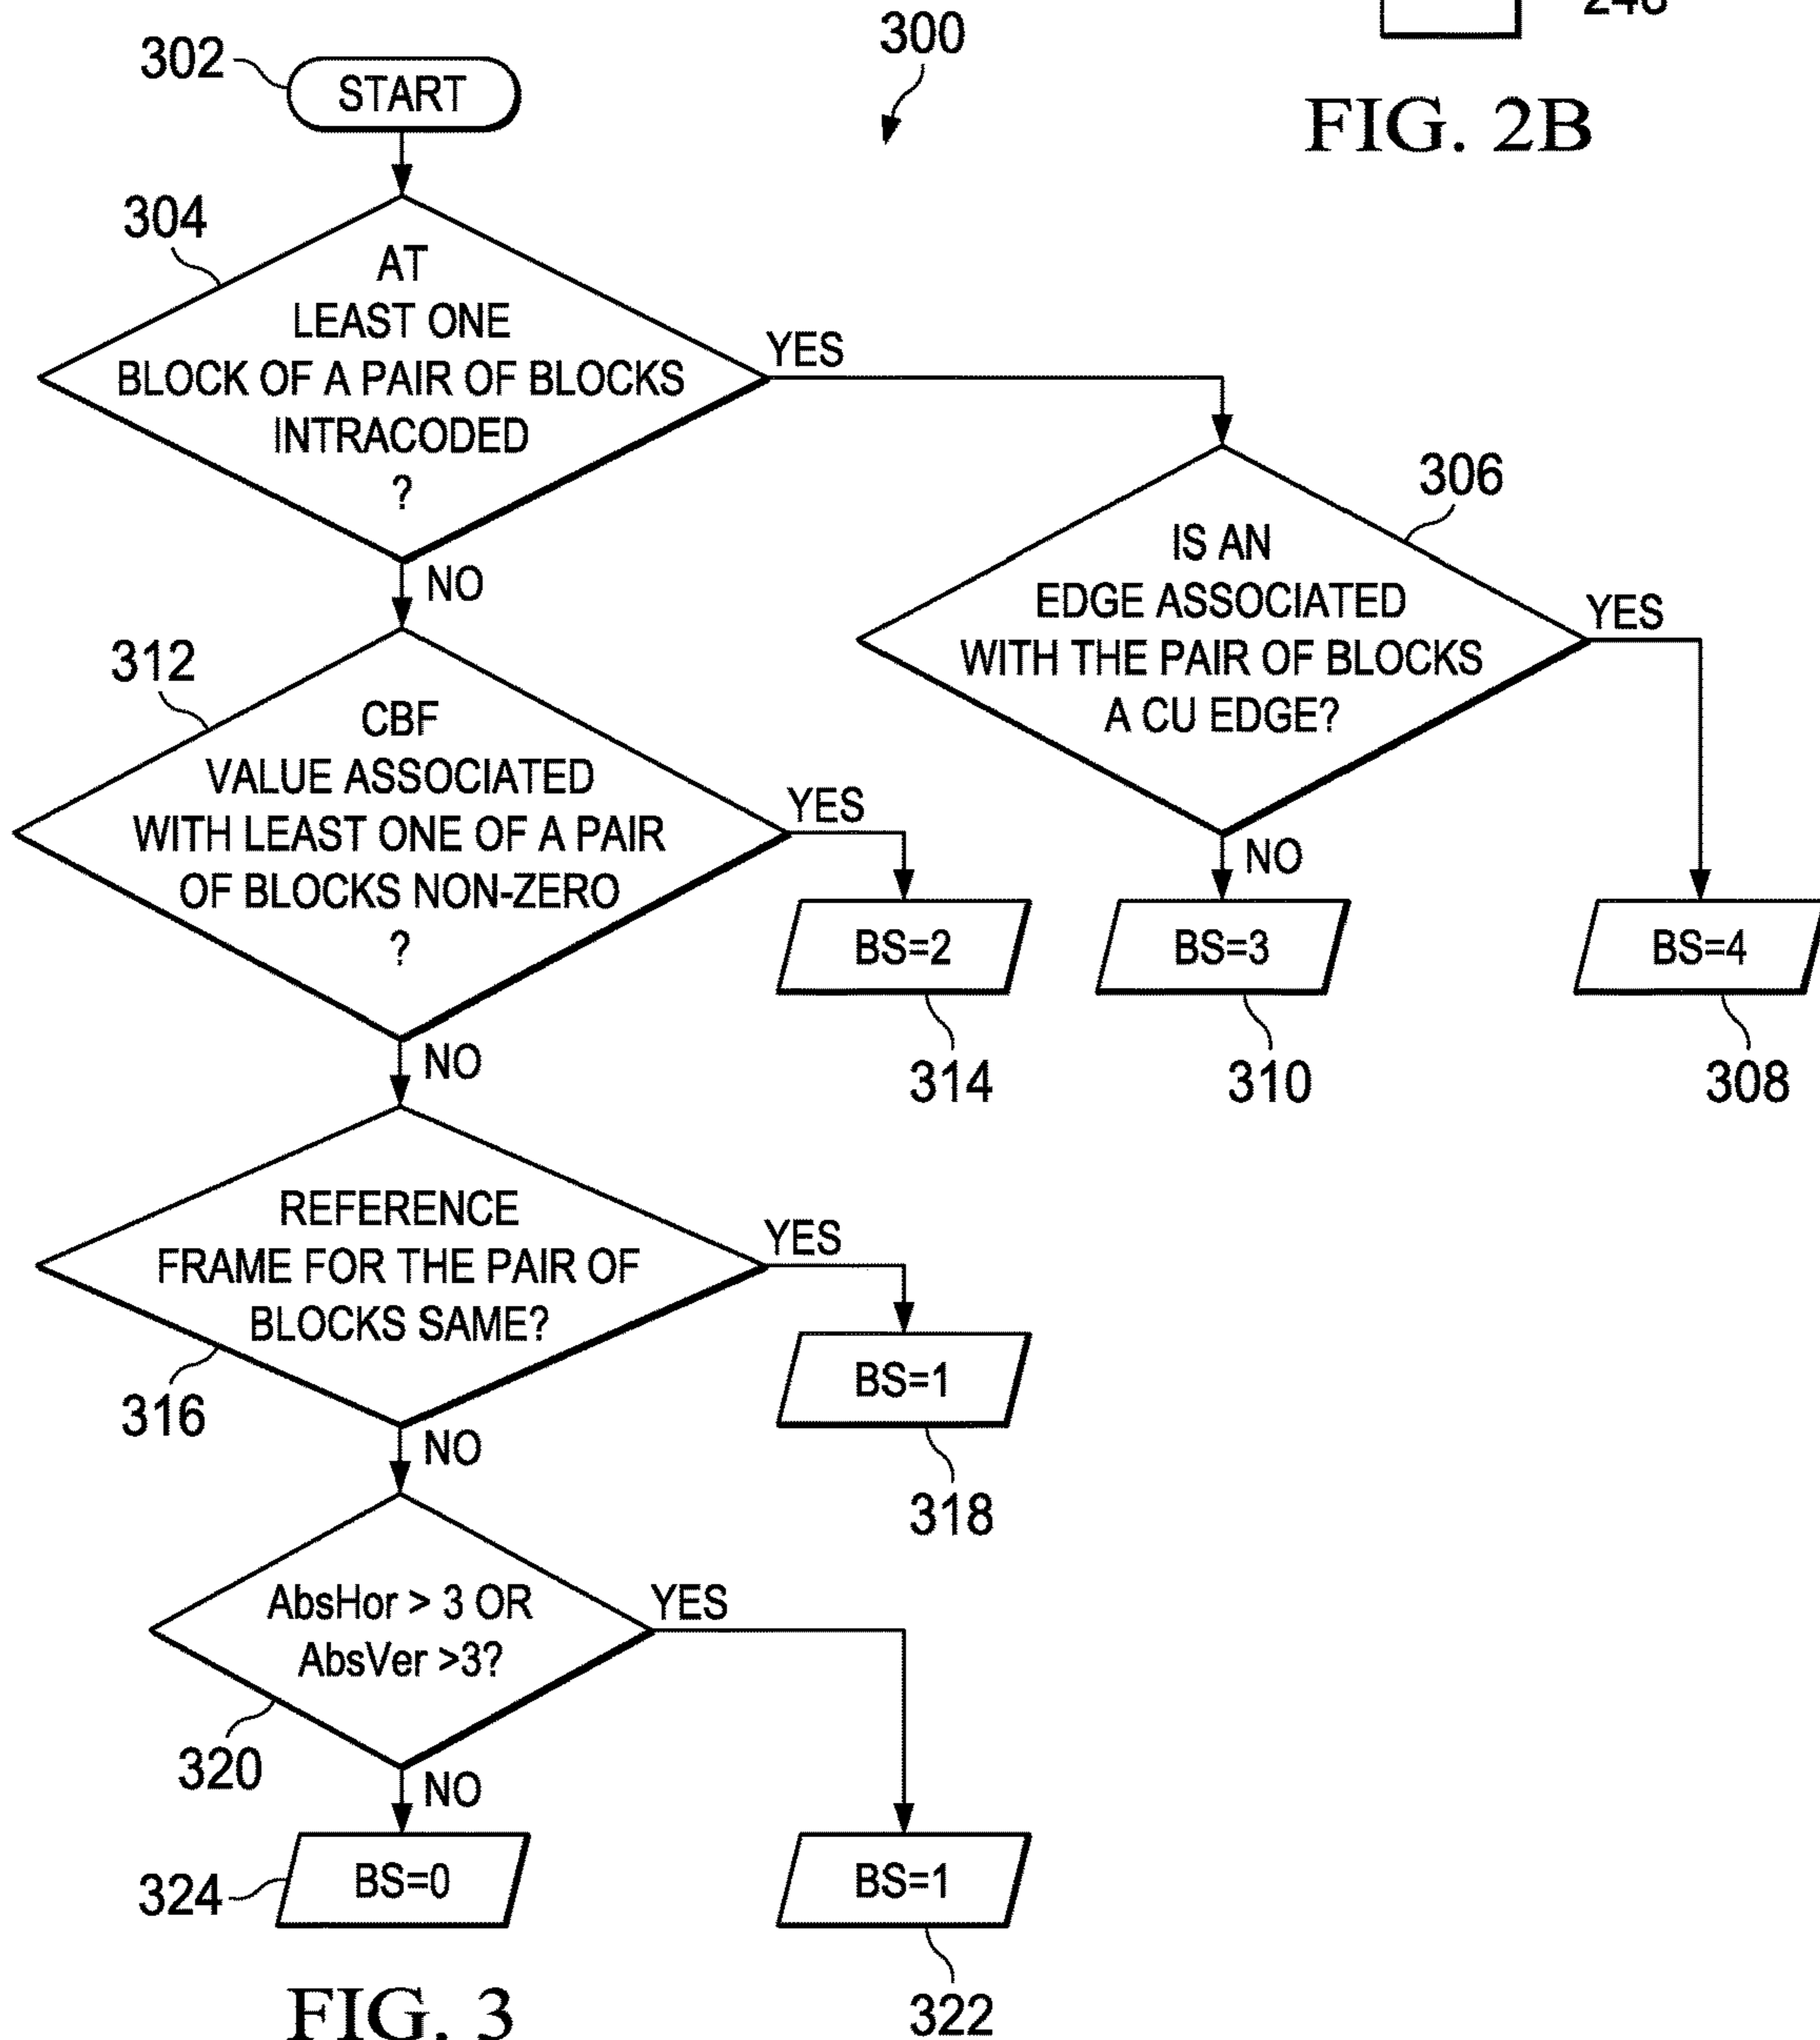 300
302
START
FIG. 2B
304
AT
LEAST ONE
BLOCK OF A PAIR OF BLOCKS
INTRACODED
?
YES
NO
306
IS AN
EDGE ASSOCIATED
WITH THE PAIR OF BLOCKS
A CU EDGE?
YES
NO
312
CBF
VALUE ASSOCIATED
WITH LEAST ONE OF A PAIR
OF BLOCKS NON-ZERO
?
YES
NO
BS=2
BS=3
BS=4
314
310
308
REFERENCE
FRAME FOR THE PAIR OF
BLOCKS SAME?
YES
NO
316
BS=1
318
AbsHor > 3 OR
AbsVer >3?
YES
NO
320
324
BS=0
BS=1
322
FIG. 3